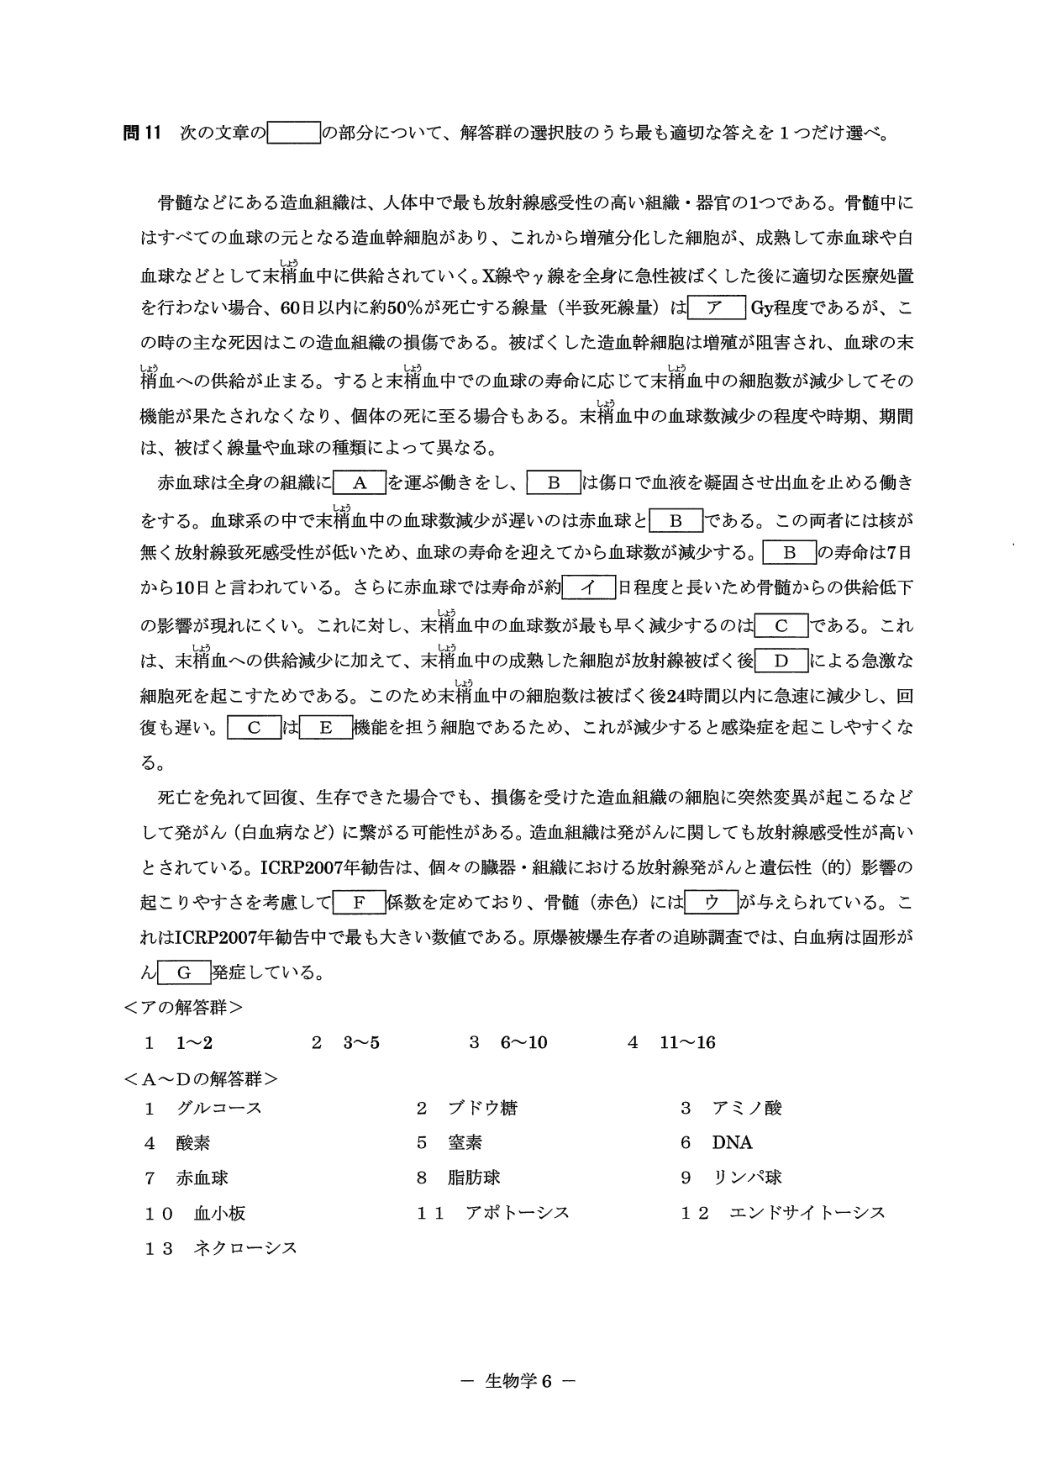 問11　次の文章の　　　の部分について、解答群の選択肢のうち最も適切な答えを1つだけ選べ。
骨髄などにある造血組織は、人体中で最も放射線感受性の高い組織・器官の1つである。骨髄中に
はすべての血球の元となる造血幹細胞があり、これから増殖分化した細胞が、成熟して赤血球や白
血球などとして末梢血中に供給されていく。X線やγ線を全身に急性被ばくした後に適切な医療処置
を行わない場合、60日以内に約50%が死亡する線量（半致死線量）は ア Gy程度であるが、こ
の時の主な死因はこの造血組織の損傷である。被ばくした造血幹細胞は増殖が阻害され、血球の末
梢血への供給が止まる。すると末梢血中での血球の寿命に応じて末梢血中の細胞数が減少してその
機能が果たされなくなり、個体の死に至る場合もある。末梢血中の血球数減少の程度や時期、期間
は、被ばく線量や血球の種類によって異なる。
赤血球は全身の組織に A を運ぶ働きをし、 B は傷口で血液を凝固させ出血を止める働き
をする。血球系の中で末梢血中の血球数減少が遅いのは赤血球と B である。この両者には核が
無く放射線致死感受性が低いため、血球の寿命を迎えてから血球数が減少する。 B の寿命は7日
から10日と言われている。さらに赤血球では寿命が約 イ 日程度と長いため骨髄からの供給低下
の影響が現れにくい。これに対し、末梢血中の血球数が最も早く減少するのは C である。これ
は、末梢血への供給減少に加えて、末梢血中の成熟した細胞が放射線被ばく後 D による急激な
細胞死を起こすためである。このため末梢血中の細胞数は被ばく後24時間以内に急速に減少し、回
復も遅い。 C は E 機能を担う細胞であるため、これが減少すると感染症を起こしやすくな
る。
死亡を免れて回復、生存できた場合でも、損傷を受けた造血組織の細胞に突然変異が起こるなど
して発がん（白血病など）に繋がる可能性がある。造血組織は発がんに関しても放射線感受性が高い
とされている。ICRP2007年勧告は、個々の臓器・組織における放射線発がんと遺伝性（的）影響の
起こりやすさを考慮して F 係数を定めており、骨髄（赤色）には ウ が与えられている。こ
れはICRP2007年勧告中で最も大きい数値である。原爆被爆生存者の追跡調査では、白血病は固形が
ん G 発症している。
＜アの解答群＞
1　1〜2　2　3〜5　3　6〜10　4　11〜16
＜A〜Dの解答群＞
1　グルコース　2　ブドウ糖　3　アミノ酸
4　酸素　5　窒素　6　DNA
7　赤血球　8　脂肪球　9　リンパ球
10　血小板　11　アポトーシス　12　エンドサイトーシス
13　ネクローシス
― 生物学6 ―